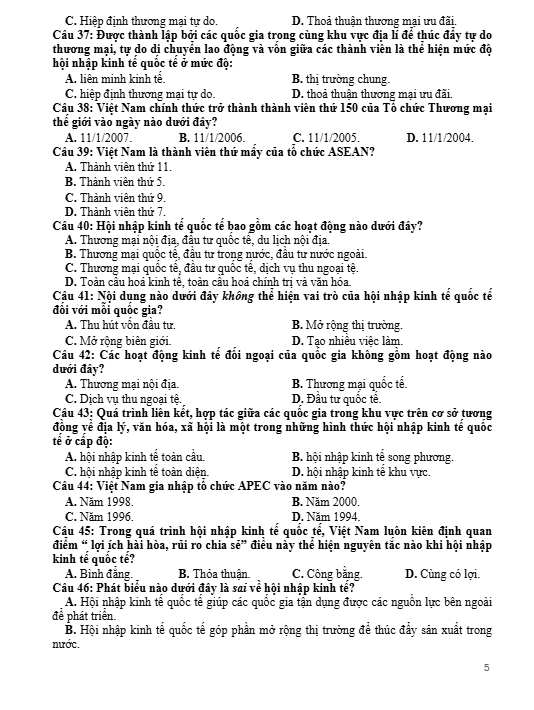 C. Hiệp định thương mại tự do. D. Thoả thuận thương mại ưu đãi.
Câu 37: Được thành lập bởi các quốc gia trong cùng khu vực địa lí để thúc đẩy tự do
thương mại, tự do di chuyển lao động và vốn giữa các thành viên là thể hiện mức độ
hội nhập kinh tế quốc tế ở mức độ:
A. liên minh kinh tế. B. thị trường chung.
C. hiệp định thương mại tự do. D. thoả thuận thương mại ưu đãi.
Câu 38: Việt Nam chính thức trở thành thành viên thứ 150 của Tổ chức Thương mại
thế giới vào ngày nào dưới đây?
A. 11/1/2007. B. 11/1/2006. C. 11/1/2005. D. 11/1/2004.
Câu 39: Việt Nam là thành viên thứ mấy của tổ chức ASEAN?
A. Thành viên thứ 11.
B. Thành viên thứ 5.
C. Thành viên thứ 9.
D. Thành viên thứ 7.
Câu 40: Hội nhập kinh tế quốc tế bao gồm các hoạt động nào dưới đây?
A. Thương mại nội địa, đầu tư quốc tế, du lịch nội địa.
B. Thương mại quốc tế, đầu tư trong nước, đầu tư nước ngoài.
C. Thương mại quốc tế, đầu tư quốc tế, dịch vụ thu ngoại tệ.
D. Toàn cầu hoá kinh tế, toàn cầu hoá chính trị và văn hóa.
Câu 41: Nội dung nào dưới đây không thể hiện vai trò của hội nhập kinh tế quốc tế
đối với mỗi quốc gia?
A. Thu hút vốn đầu tư. B. Mở rộng thị trường.
C. Mở rộng biên giới. D. Tạo nhiều việc làm.
Câu 42: Các hoạt động kinh tế đối ngoại của quốc gia không gồm hoạt động nào
dưới đây?
A. Thương mại nội địa. B. Thương mại quốc tế.
C. Dịch vụ thu ngoại tệ. D. Đầu tư quốc tế.
Câu 43: Quá trình liên kết, hợp tác giữa các quốc gia trong khu vực trên cơ sở tương
đồng về địa lý, văn hóa, xã hội là một trong những hình thức hội nhập kinh tế quốc
tế ở cấp độ:
A. hội nhập kinh tế toàn cầu. B. hội nhập kinh tế song phương.
C. hội nhập kinh tế toàn diện. D. hội nhập kinh tế khu vực.
Câu 44: Việt Nam gia nhập tổ chức APEC vào năm nào?
A. Năm 1998. B. Năm 2000.
C. Năm 1996. D. Năm 1994.
Câu 45: Trong quá trình hội nhập kinh tế quốc tế, Việt Nam luôn kiên định quan
điểm “ lợi ích hài hòa, rủi ro chia sẻ” điều này thể hiện nguyên tắc nào khi hội nhập
kinh tế quốc tế?
A. Bình đẳng. B. Thỏa thuận. C. Công bằng. D. Cùng có lợi.
Câu 46: Phát biểu nào dưới đây là sai về hội nhập kinh tế?
A. Hội nhập kinh tế quốc tế giúp các quốc gia tận dụng được các nguồn lực bên ngoài
để phát triển.
B. Hội nhập kinh tế quốc tế góp phần mở rộng thị trường để thúc đẩy sản xuất trong
nước.
5